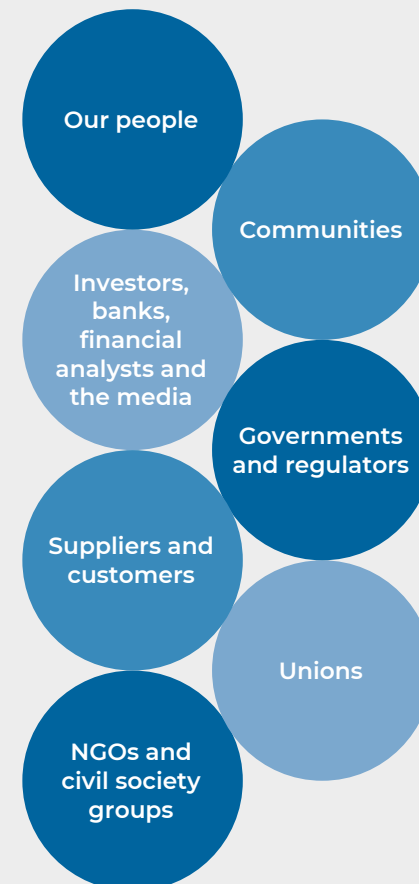 Our people
Communities
Investors,
banks,
financial
analysts and
the media
Governments
and regulators
Suppliers and
customers
Unions
NGOs and
civil society
groups